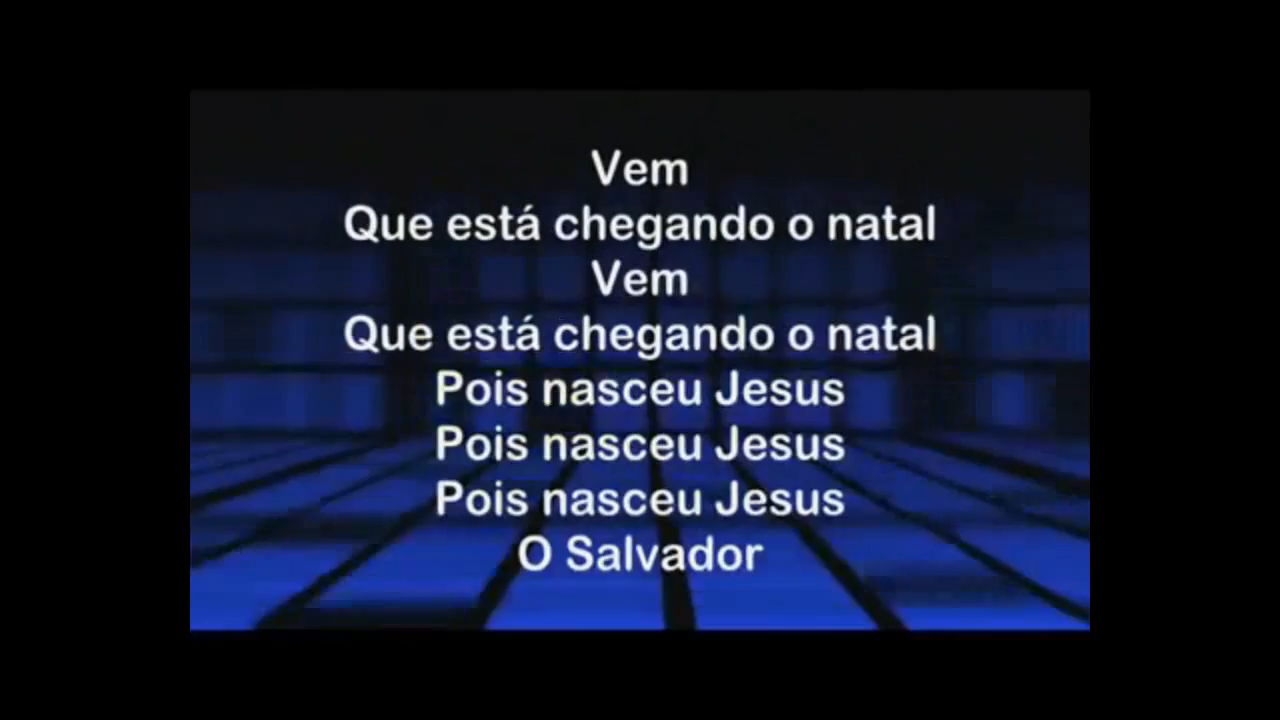 Vem
Que está chegando o natal
Vem
Que está chegando o natal
Pois nasceu Jesus
Pois nasceu Jesus
Pois nasceu Jesus
O Salvador